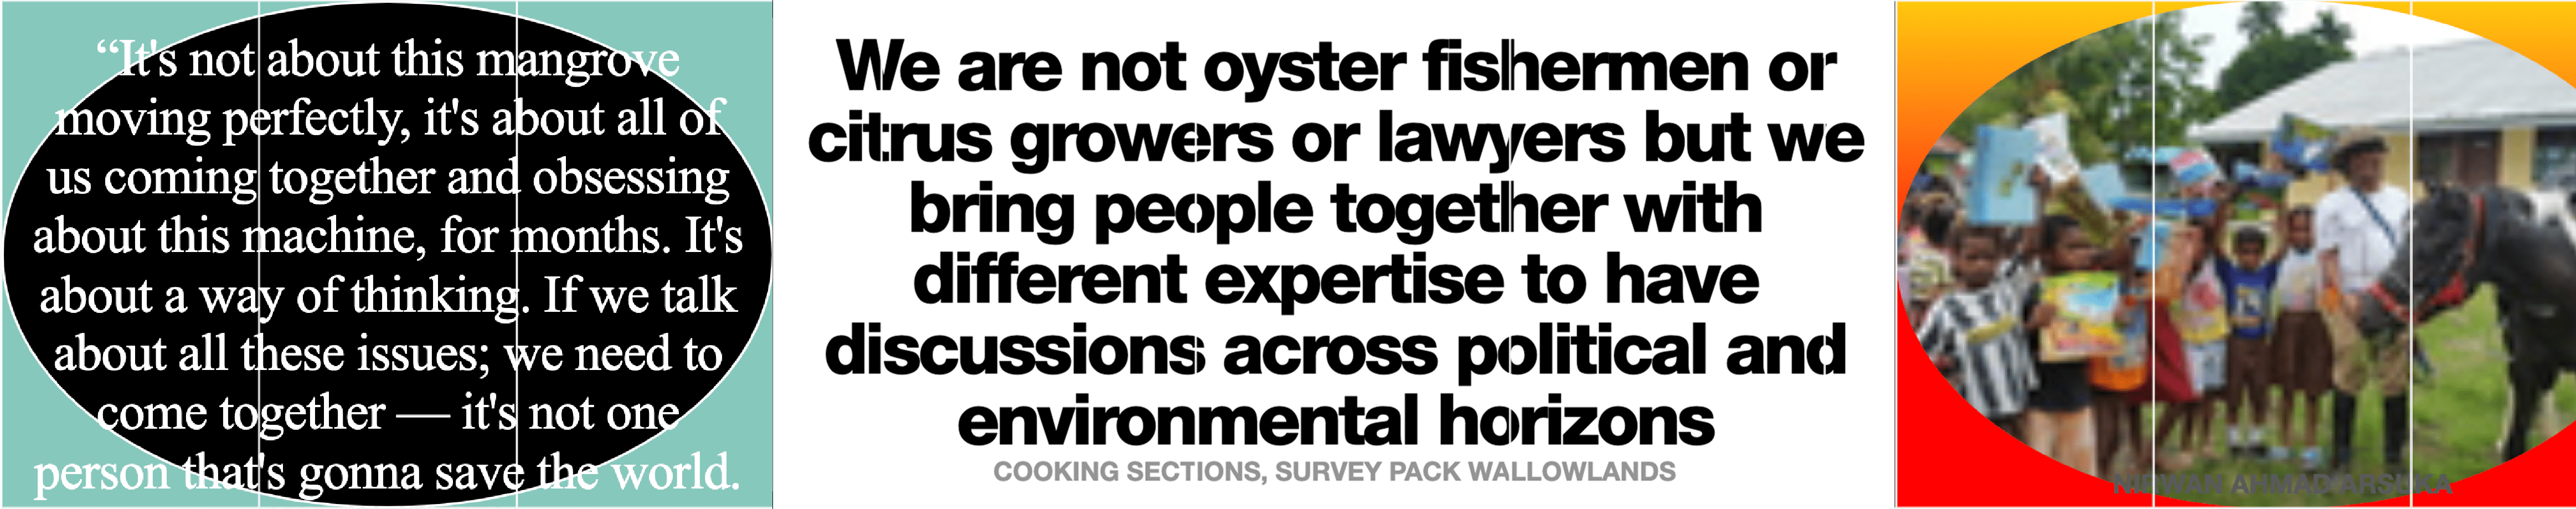 “It's not about this mangrove
moving perfectly, it's about all of
us coming together and obsessing
about this machine, for months. It's
about a way of thinking. If we talk
about all these issues; we need to
come together — it's not one
person that's gonna save the world.
We are not oyster fishermen or
citrus growers or lawyers but we
bring people together with
different expertise to have
discussions across political and
environmental horizons
COOKING SECTIONS, SURVEY PACK WALLOWLANDS
NIRWAN AHMAD ARSUKA